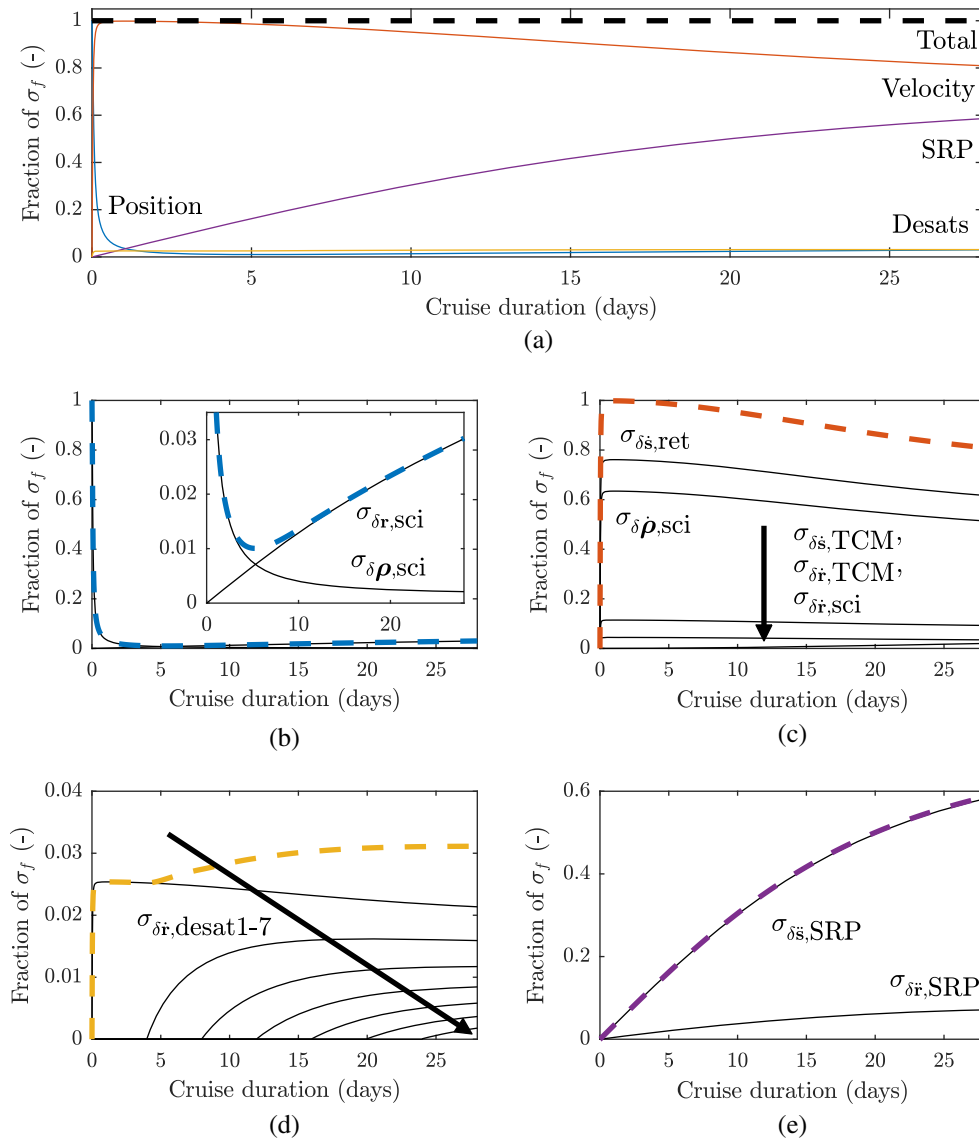 1
0.8
0.6
0.4
0.2
0
Fraction of σ_f (-)
Total
Velocity
SRP
Position
Desats
0 5 10 15 20 25
Cruise duration (days)
(a)
1
0.8
0.6
0.4
0.2
0
Fraction of σ_f (-)
0.03
0.02
0.01
0
0 10 20
σ_δr,sci
σ_δρ,sci
0 5 10 15 20 25
Cruise duration (days)
(b)
1
0.8
0.6
0.4
0.2
0
Fraction of σ_f (-)
σ_δṡ,ret
σ_δρ̇,sci
σ_δṡ,TCM,
σ_δṙ,TCM,
σ_δṙ,sci
0 5 10 15 20 25
Cruise duration (days)
(c)
0.04
0.03
0.02
0.01
0
Fraction of σ_f (-)
σ_δṙ,desat1-7
0 5 10 15 20 25
Cruise duration (days)
(d)
0.6
0.4
0.2
0
Fraction of σ_f (-)
σ_δs̈,SRP
σ_δr̈,SRP
0 5 10 15 20 25
Cruise duration (days)
(e)